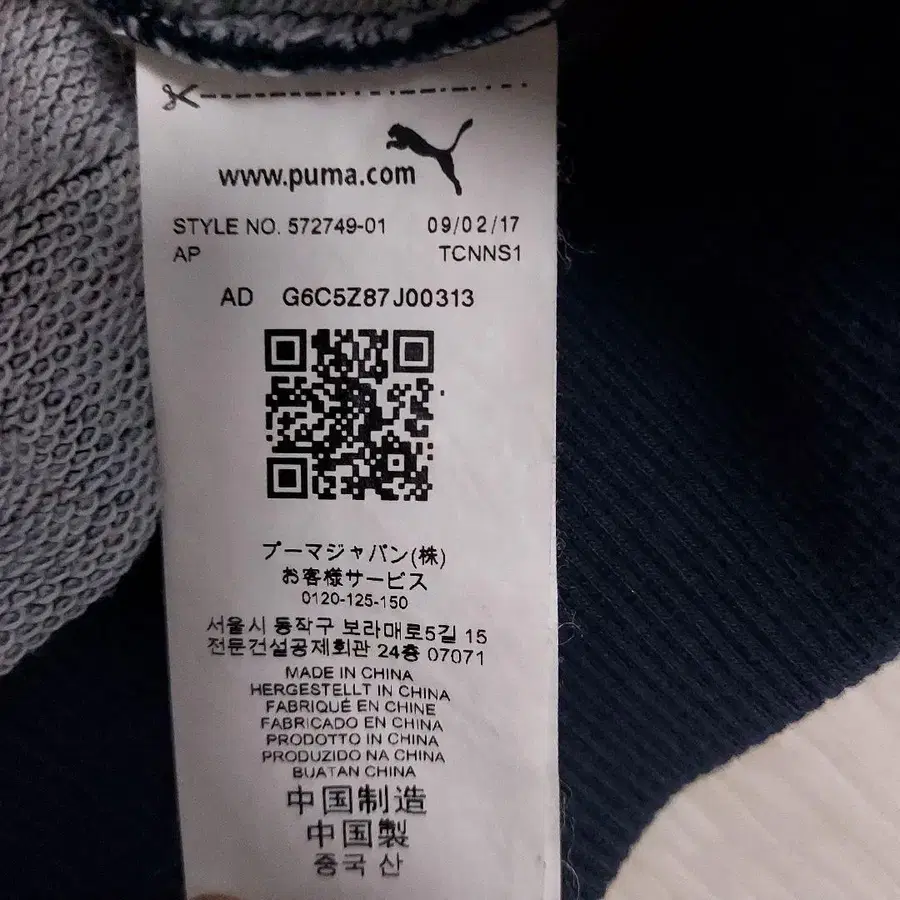 www.puma.com
STYLE NO. 572749-01 09/02/17
AP TCNNS1
AD G6C5Z87J00313
プーマジャパン(株)
お客様サービス
0120-125-150
서울시 동작구 보라매로5길 15
전문건설공제회관 24층 07071
MADE IN CHINA
HERGESTELLT IN CHINA
FABRIQUÉ EN CHINE
FABRICADO EN CHINA
PRODOTTO IN CHINA
PRODUZIDO NA CHINA
BUATAN CHINA
中国制造
中国製
중국 산